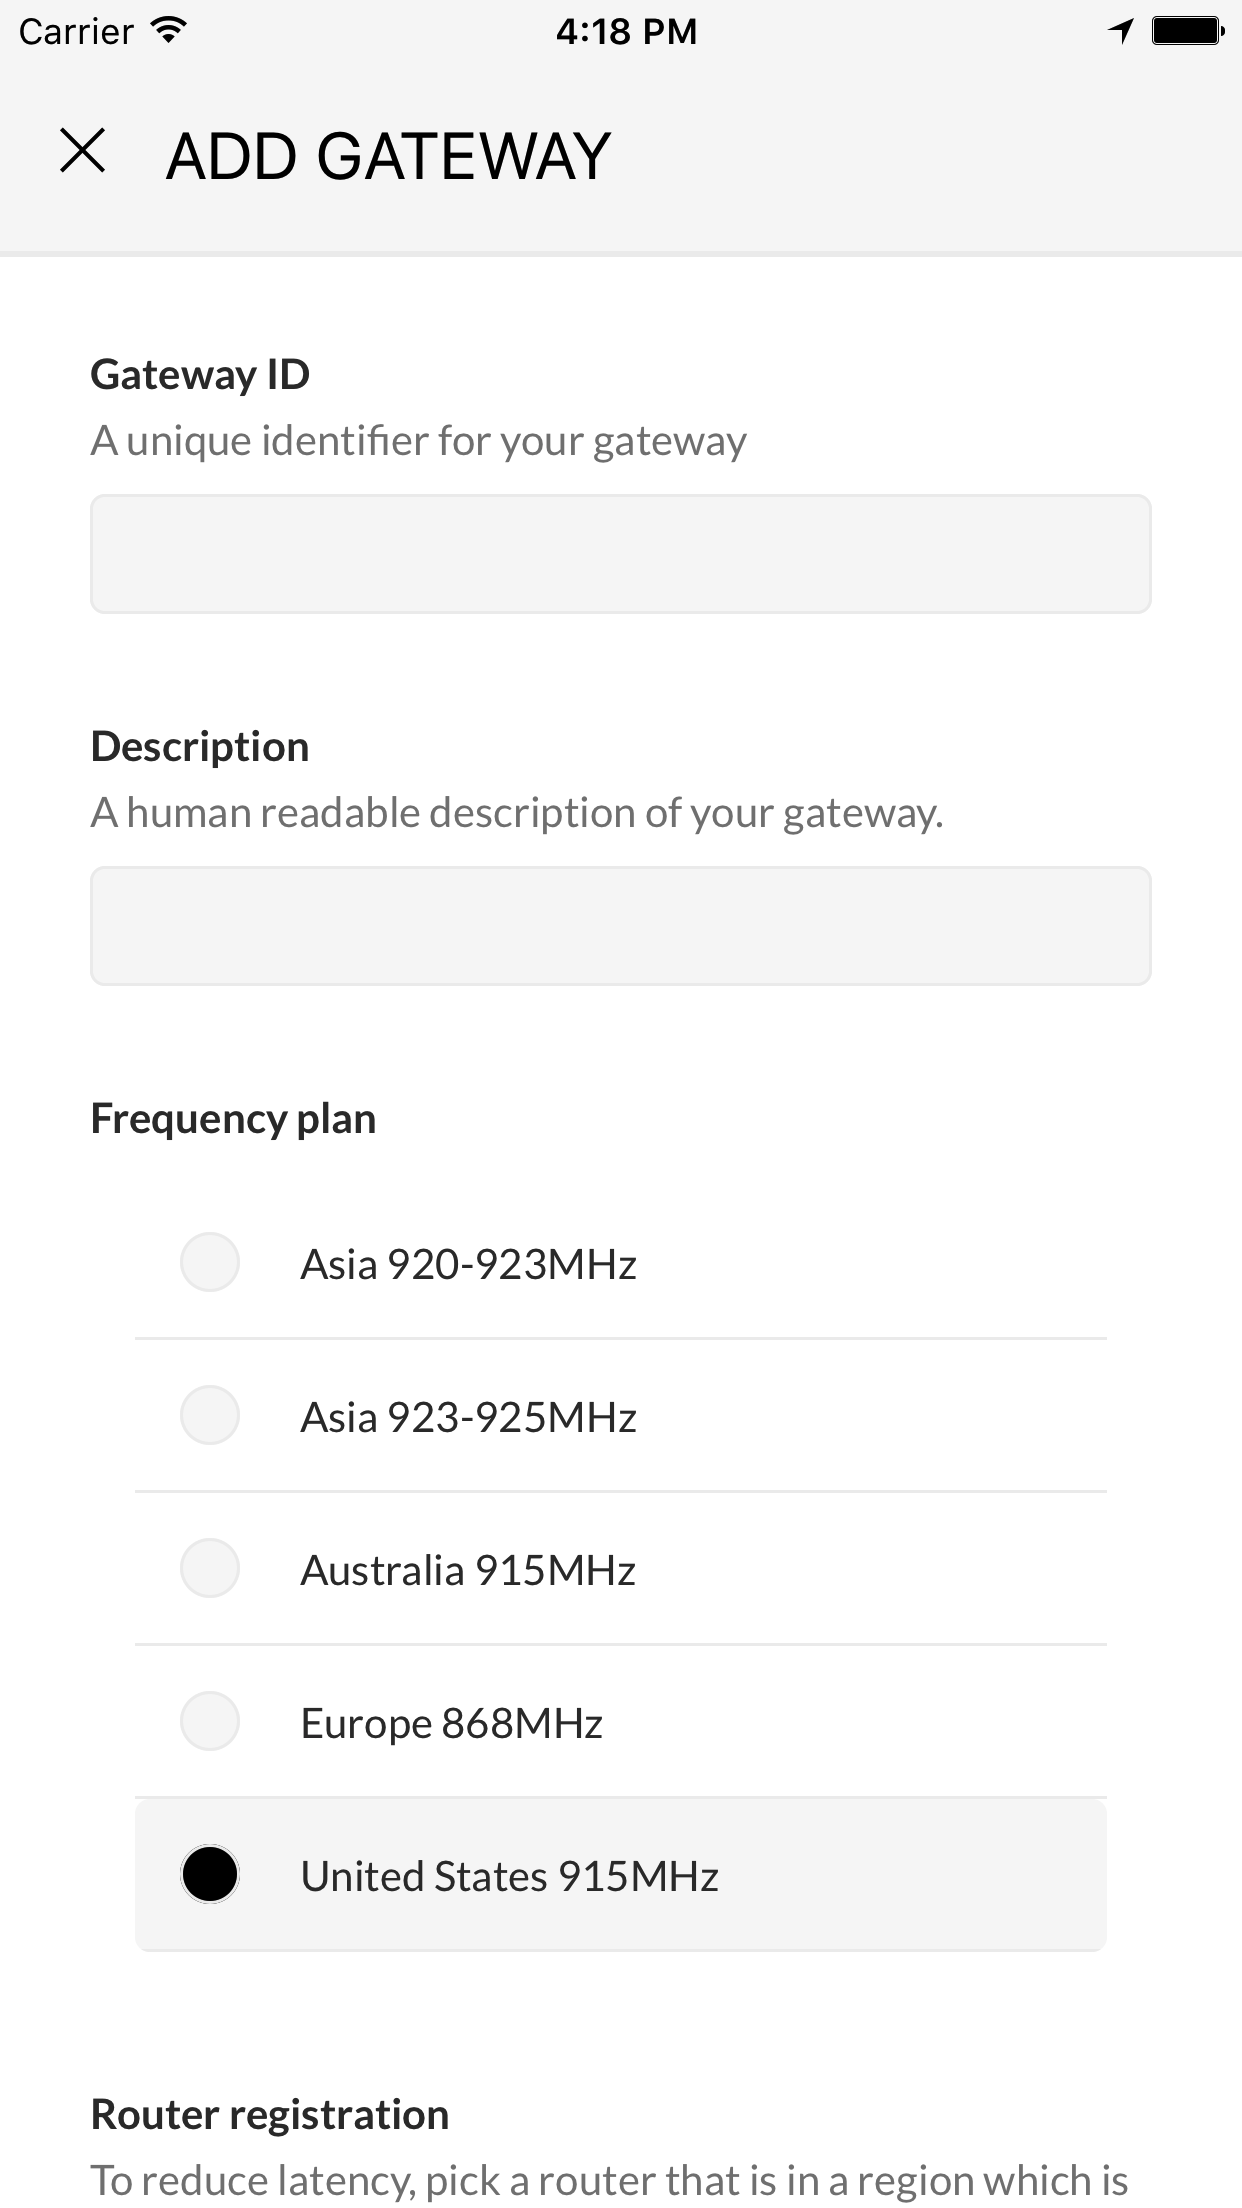 Carrier 4:18 PM
ADD GATEWAY
Gateway ID
A unique identifier for your gateway
Description
A human readable description of your gateway.
Frequency plan
Asia 920-923MHz
Asia 923-925MHz
Australia 915MHz
Europe 868MHz
United States 915MHz
Router registration
To reduce latency, pick a router that is in a region which is